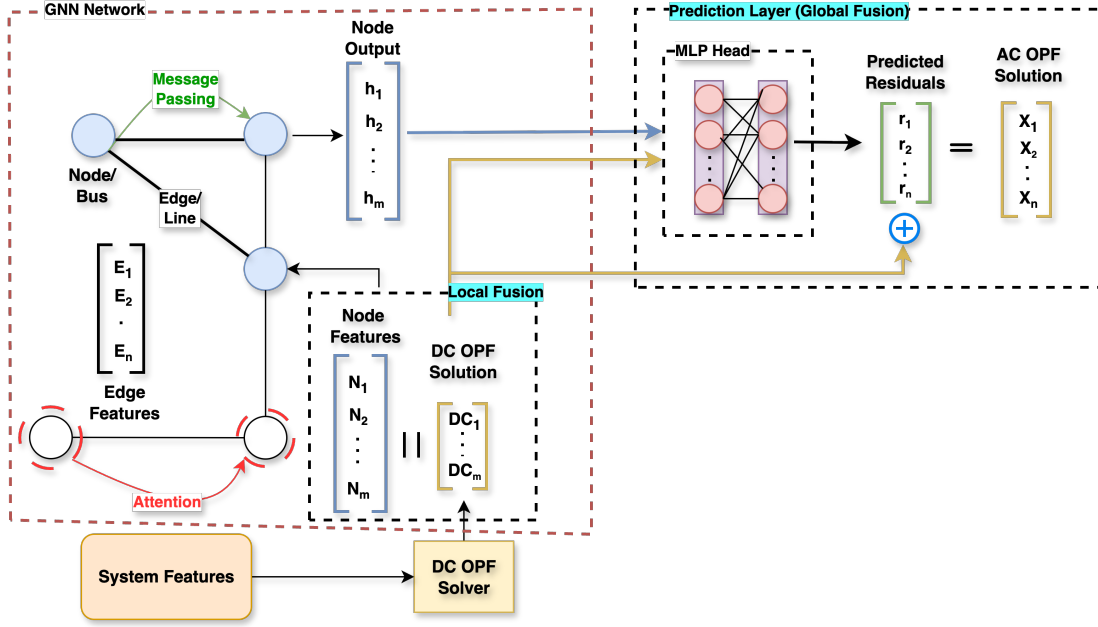 GNN Network
Node
Output
h1
h2
.
.
.
hm
Message
Passing
Node/
Bus
Edge/
Line
E1
E2
.
En
Edge
Features
Attention
Local Fusion
Node
Features
N1
N2
.
.
.
Nm
||
DC OPF
Solution
DC1
.
.
.
DCm
System Features
DC OPF
Solver
Prediction Layer (Global Fusion)
MLP Head
Predicted
Residuals
r1
r2
.
.
rn
+
=
AC OPF
Solution
X1
X2
.
.
Xn